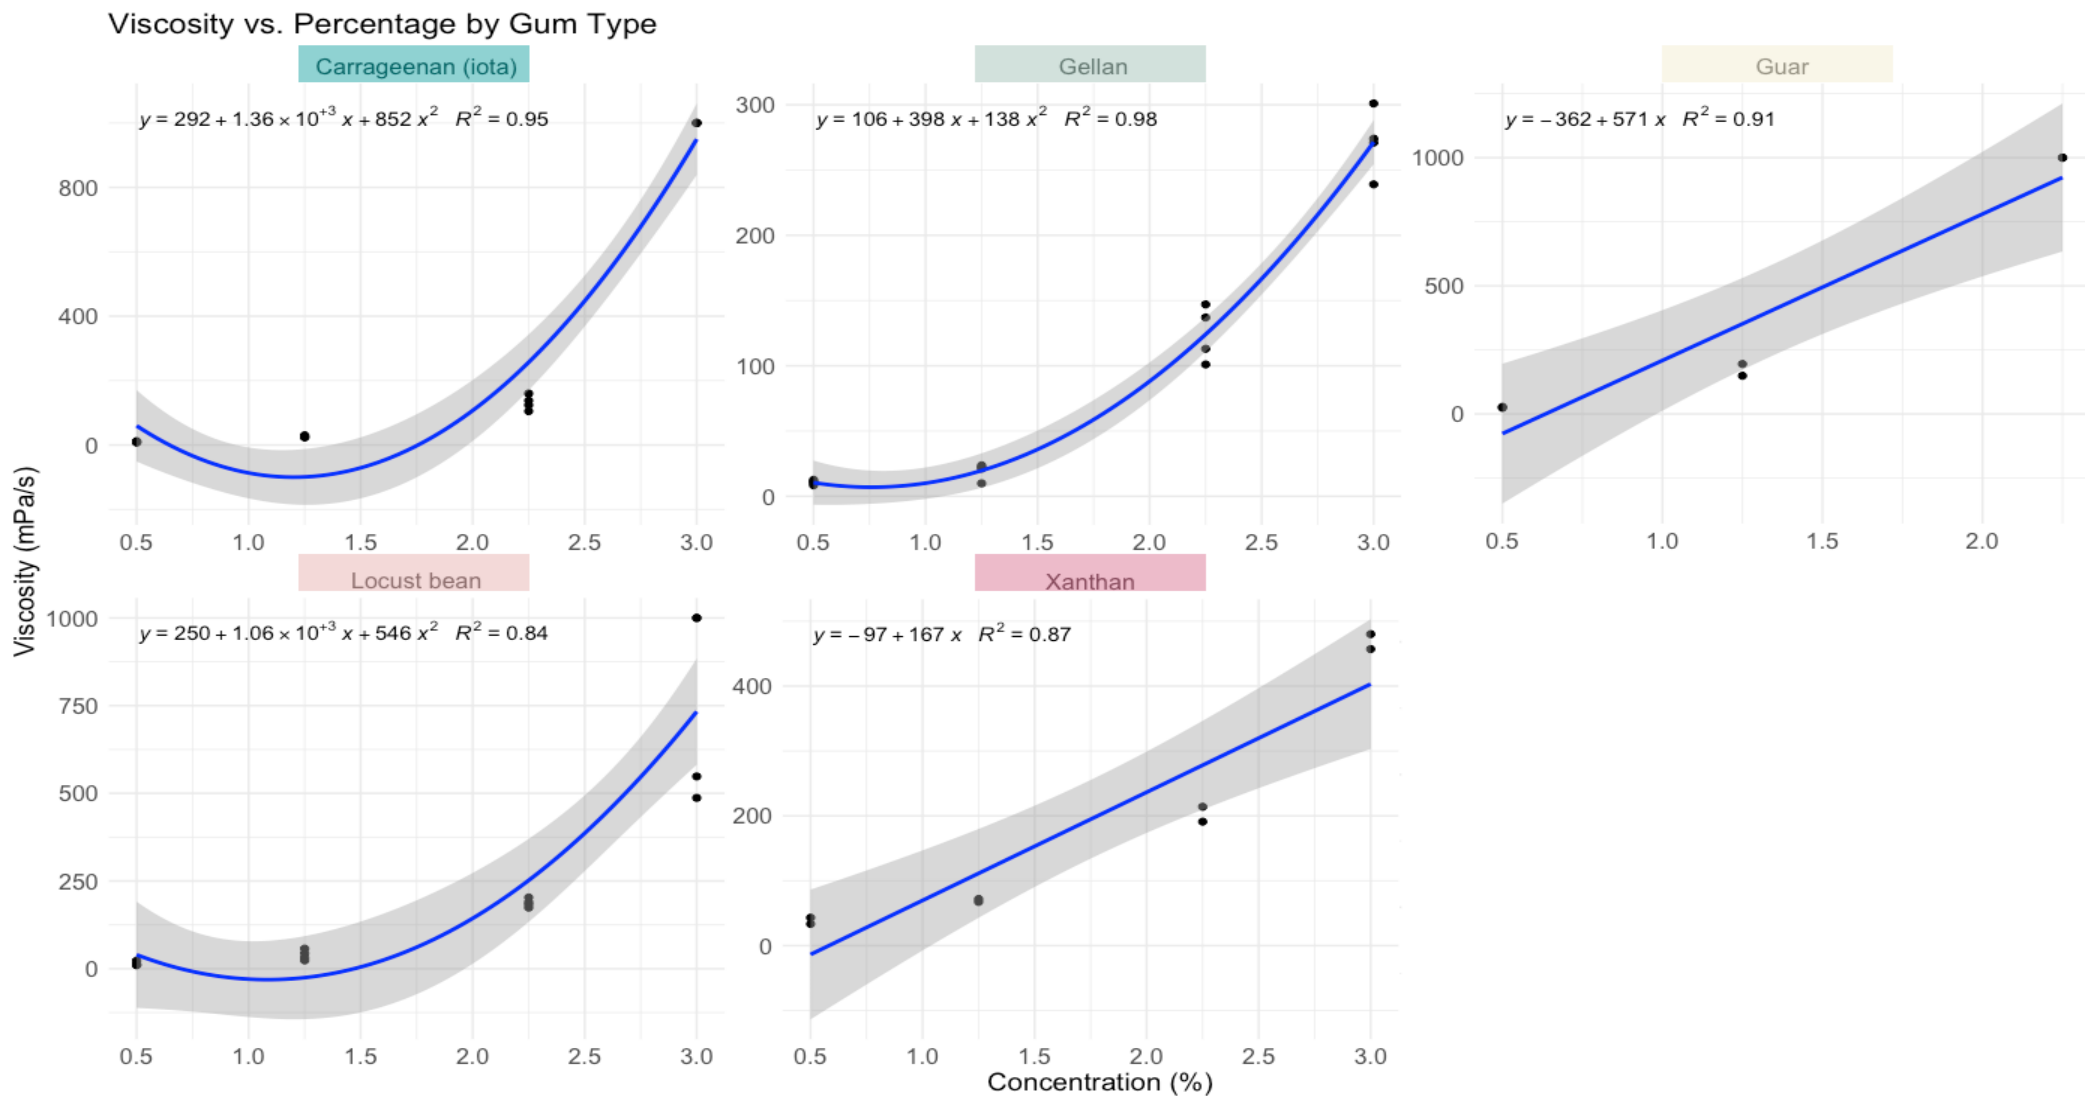 Viscosity vs. Percentage by Gum Type
Carrageenan (iota)
y = 292 + 1.36 × 10⁺³ x + 852 x² R² = 0.95
800
400
0
0.5 1.0 1.5 2.0 2.5 3.0
Gellan
y = 106 + 398 x + 138 x² R² = 0.98
300
200
100
0
0.5 1.0 1.5 2.0 2.5 3.0
Guar
y = − 362 + 571 x R² = 0.91
1000
500
0
0.5 1.0 1.5 2.0
Locust bean
y = 250 + 1.06 × 10⁺³ x + 546 x² R² = 0.84
1000
750
500
250
0
0.5 1.0 1.5 2.0 2.5 3.0
Xanthan
y = − 97 + 167 x R² = 0.87
400
200
0
0.5 1.0 1.5 2.0 2.5 3.0
Viscosity (mPa/s)
Concentration (%)